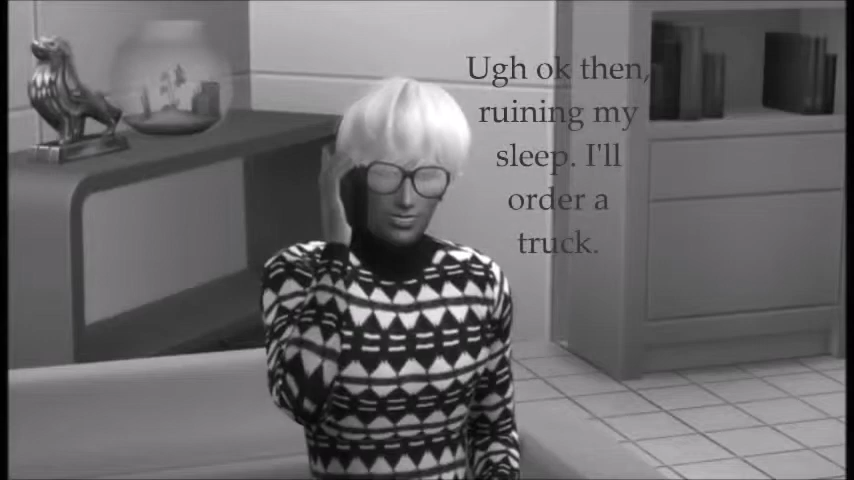 Ugh ok then,
ruining my
sleep. I'll
order a
truck.